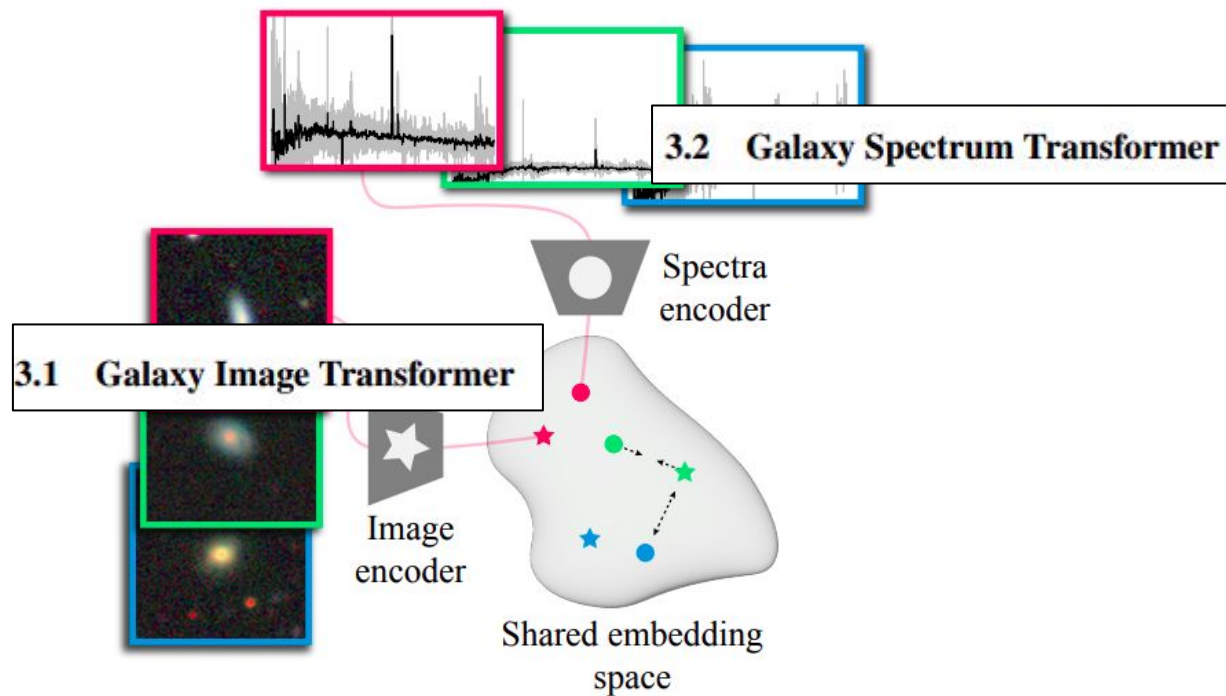 3.2 Galaxy Spectrum Transformer
Spectra
encoder
3.1 Galaxy Image Transformer
Image
encoder
Shared embedding
space